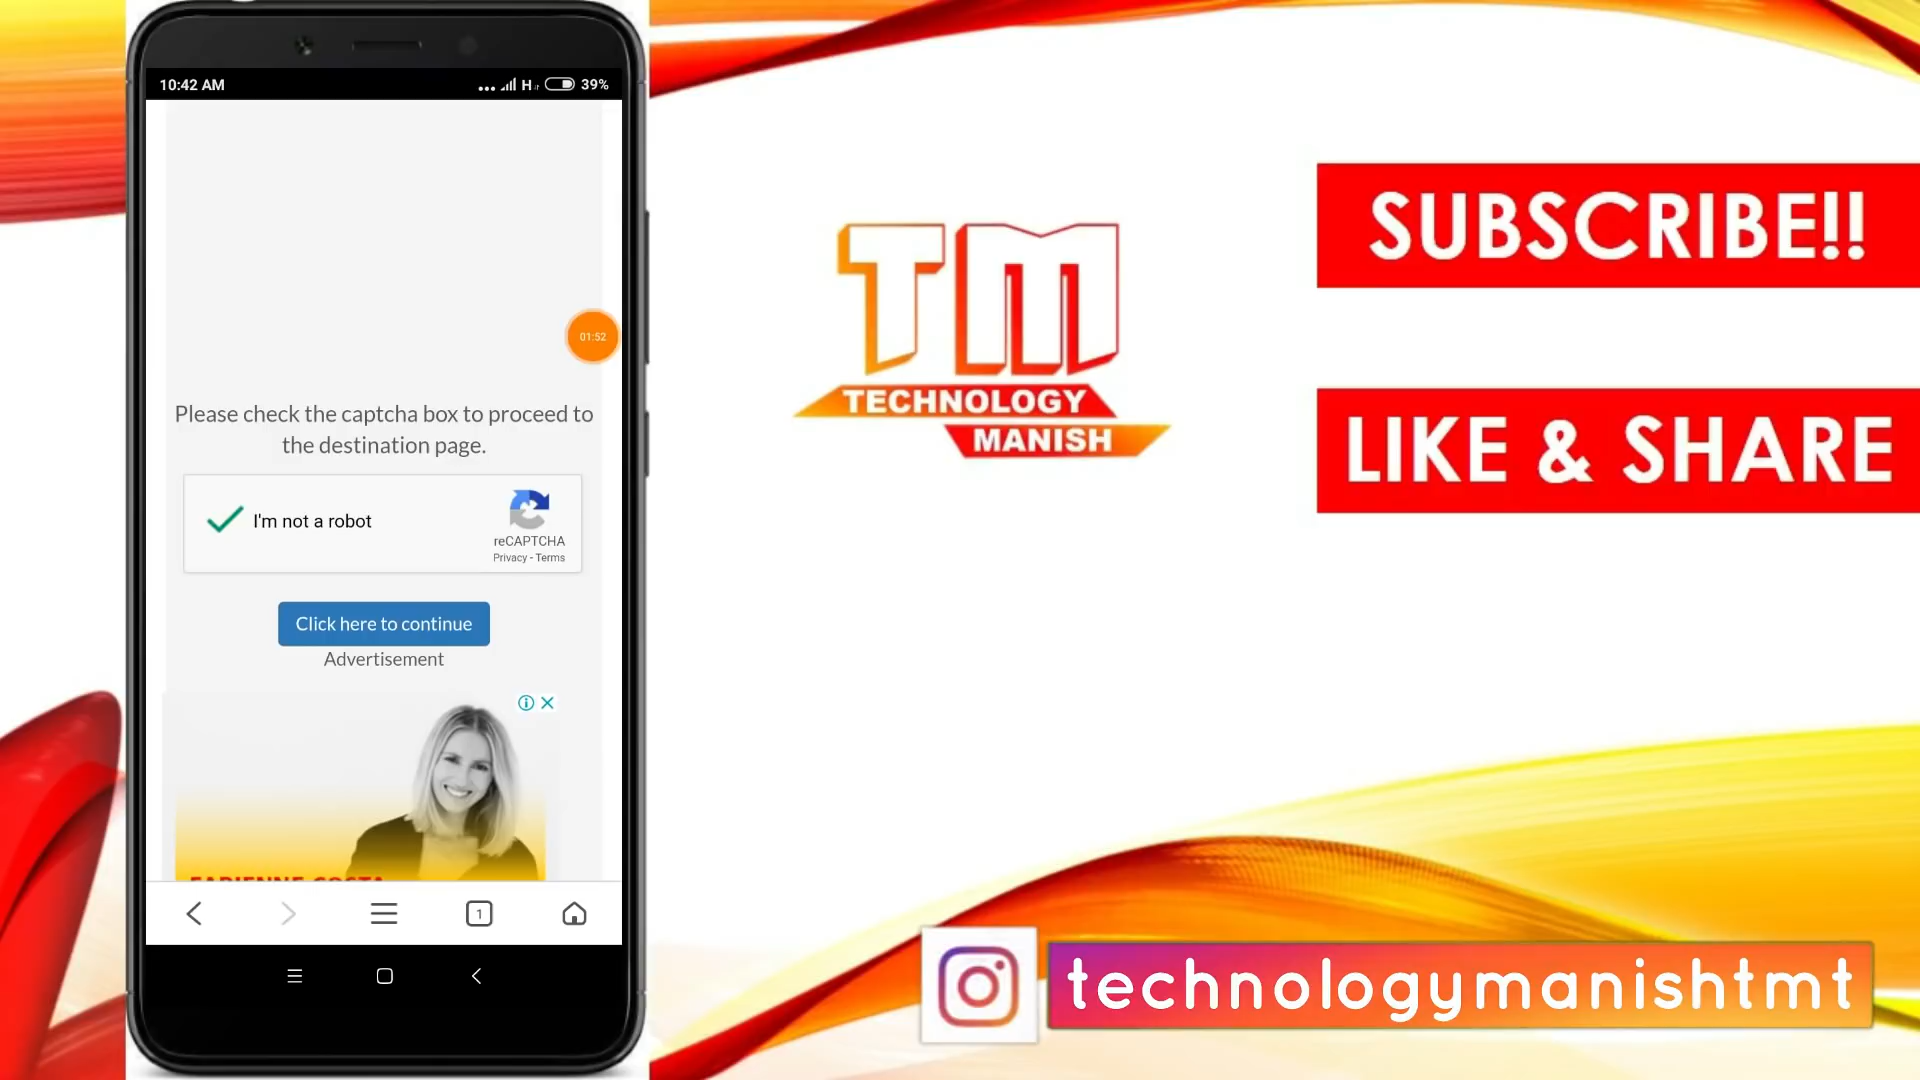 10:42 AM
H
39%
01:52
Please check the captcha box to proceed to
the destination page.
I'm not a robot
reCAPTCHA
Privacy - Terms
Click here to continue
Advertisement
1
TM
TECHNOLOGY
MANISH
SUBSCRIBE!!
LIKE & SHARE
technologymanishtmt